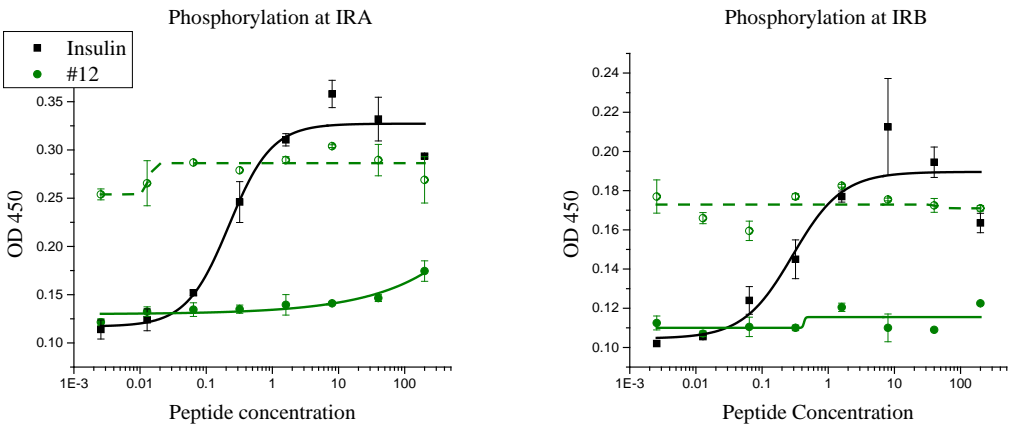 Phosphorylation at IRA
Insulin
#12
0.35
0.30
0.25
0.20
0.15
0.10
OD 450
1E-3 0.01 0.1 1 10 100
Peptide concentration
Phosphorylation at IRB
0.24
0.22
0.20
0.18
0.16
0.14
0.12
0.10
OD 450
1E-3 0.01 0.1 1 10 100
Peptide Concentration